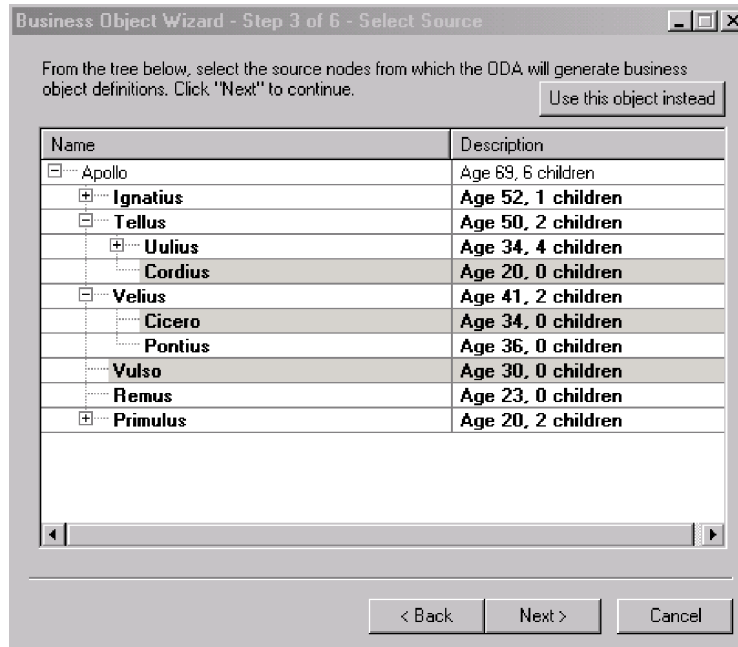 Business Object Wizard - Step 3 of 6 - Select Source
From the tree below, select the source nodes from which the ODA will generate business
object definitions. Click "Next" to continue.
Use this object instead
Name Description
Apollo Age 69, 6 children
Ignatius Age 52, 1 children
Tellus Age 50, 2 children
Uulius Age 34, 4 children
Cordius Age 20, 0 children
Velius Age 41, 2 children
Cicero Age 34, 0 children
Pontius Age 36, 0 children
Vulso Age 30, 0 children
Remus Age 23, 0 children
Primulus Age 20, 2 children
< Back Next > Cancel